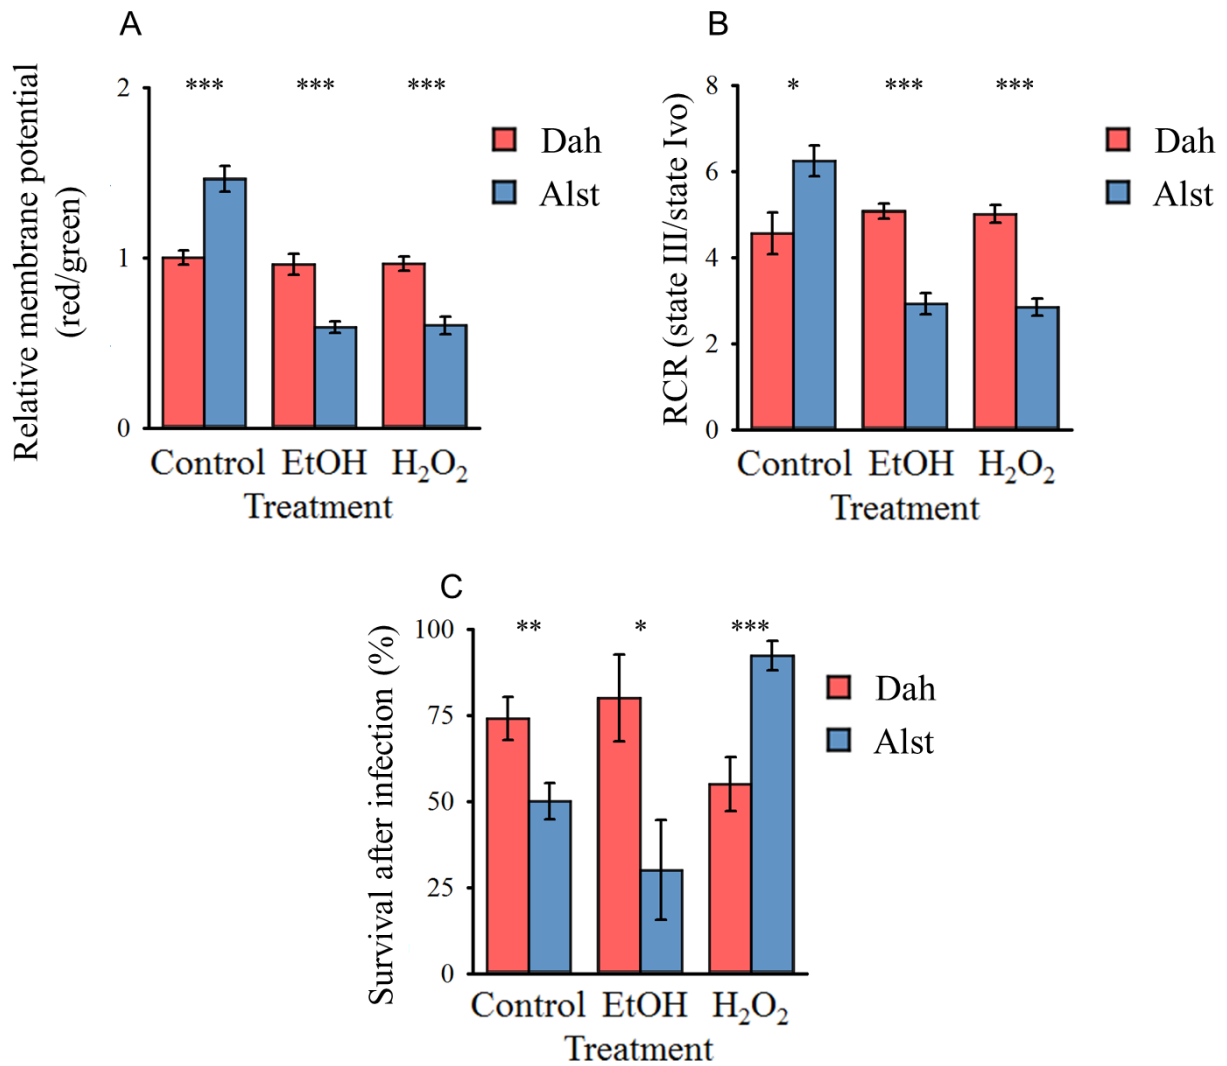 A
Relative membrane potential
(red/green)
2
1
0
***
***
***
Dah
Alst
Control
EtOH
H₂O₂
Treatment
B
RCR (state III/state Ivo)
8
6
4
2
0
*
***
***
Dah
Alst
Control
EtOH
H₂O₂
Treatment
C
Survival after infection (%)
100
75
50
25
0
**
*
***
Dah
Alst
Control
EtOH
H₂O₂
Treatment